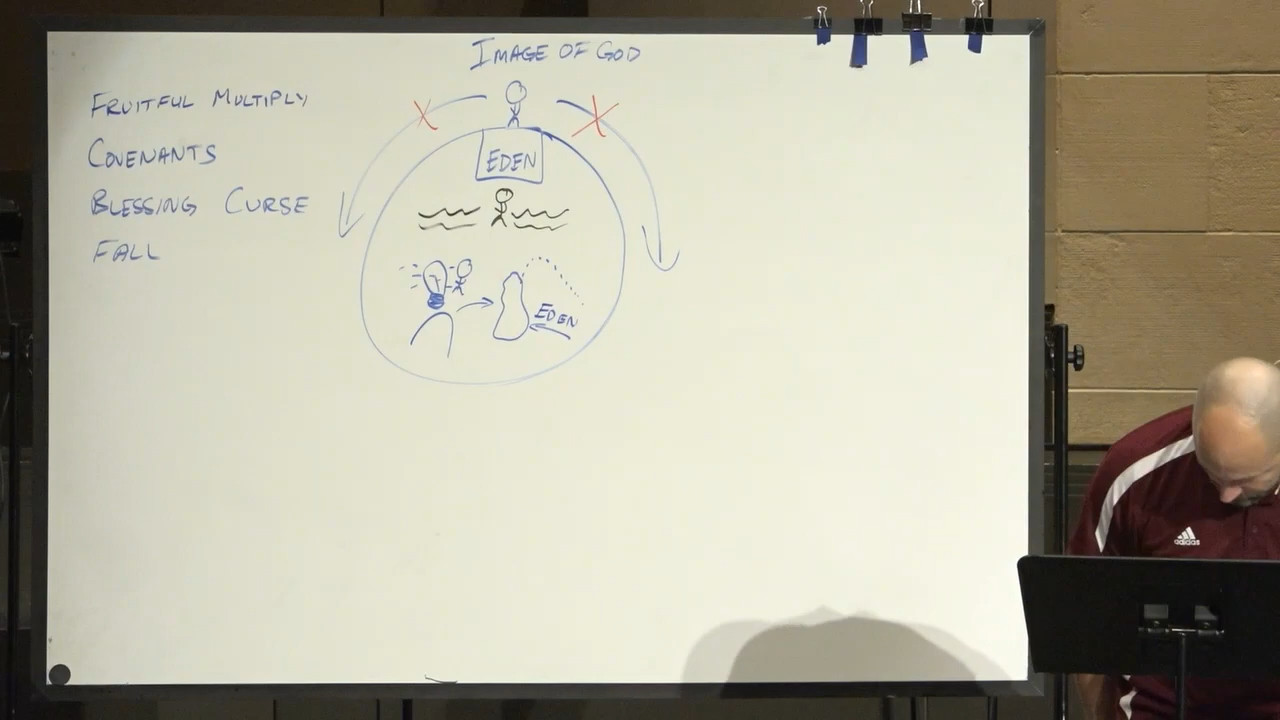 IMAGE OF GOD
FRUITFUL MULTIPLY
COVENANTS
BLESSING CURSE
FALL
EDEN
EDEN
adidas